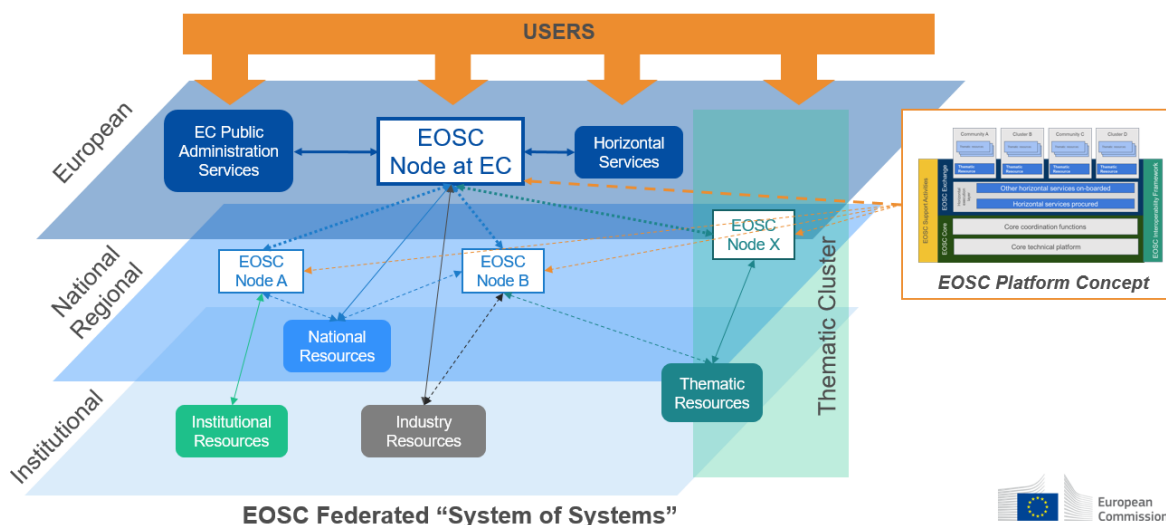 USERS
European
EC Public
Administration
Services
EOSC
Node at EC
Horizontal
Services
National
Regional
EOSC
Node A
EOSC
Node B
EOSC
Node X
National
Resources
Institutional
Institutional
Resources
Industry
Resources
Thematic
Resources
Thematic Cluster
Community A
Cluster B
Community C
Cluster D
Thematic
Resource
Thematic
Resource
Thematic
Resource
Thematic
Resource
EOSC Support Activities
EOSC Exchange
Other horizontal services on-boarded
Horizontal services procured
EOSC Core
Core coordination functions
Core technical platform
EOSC Interoperability Framework
EOSC Platform Concept
EOSC Federated “System of Systems”
European
Commission